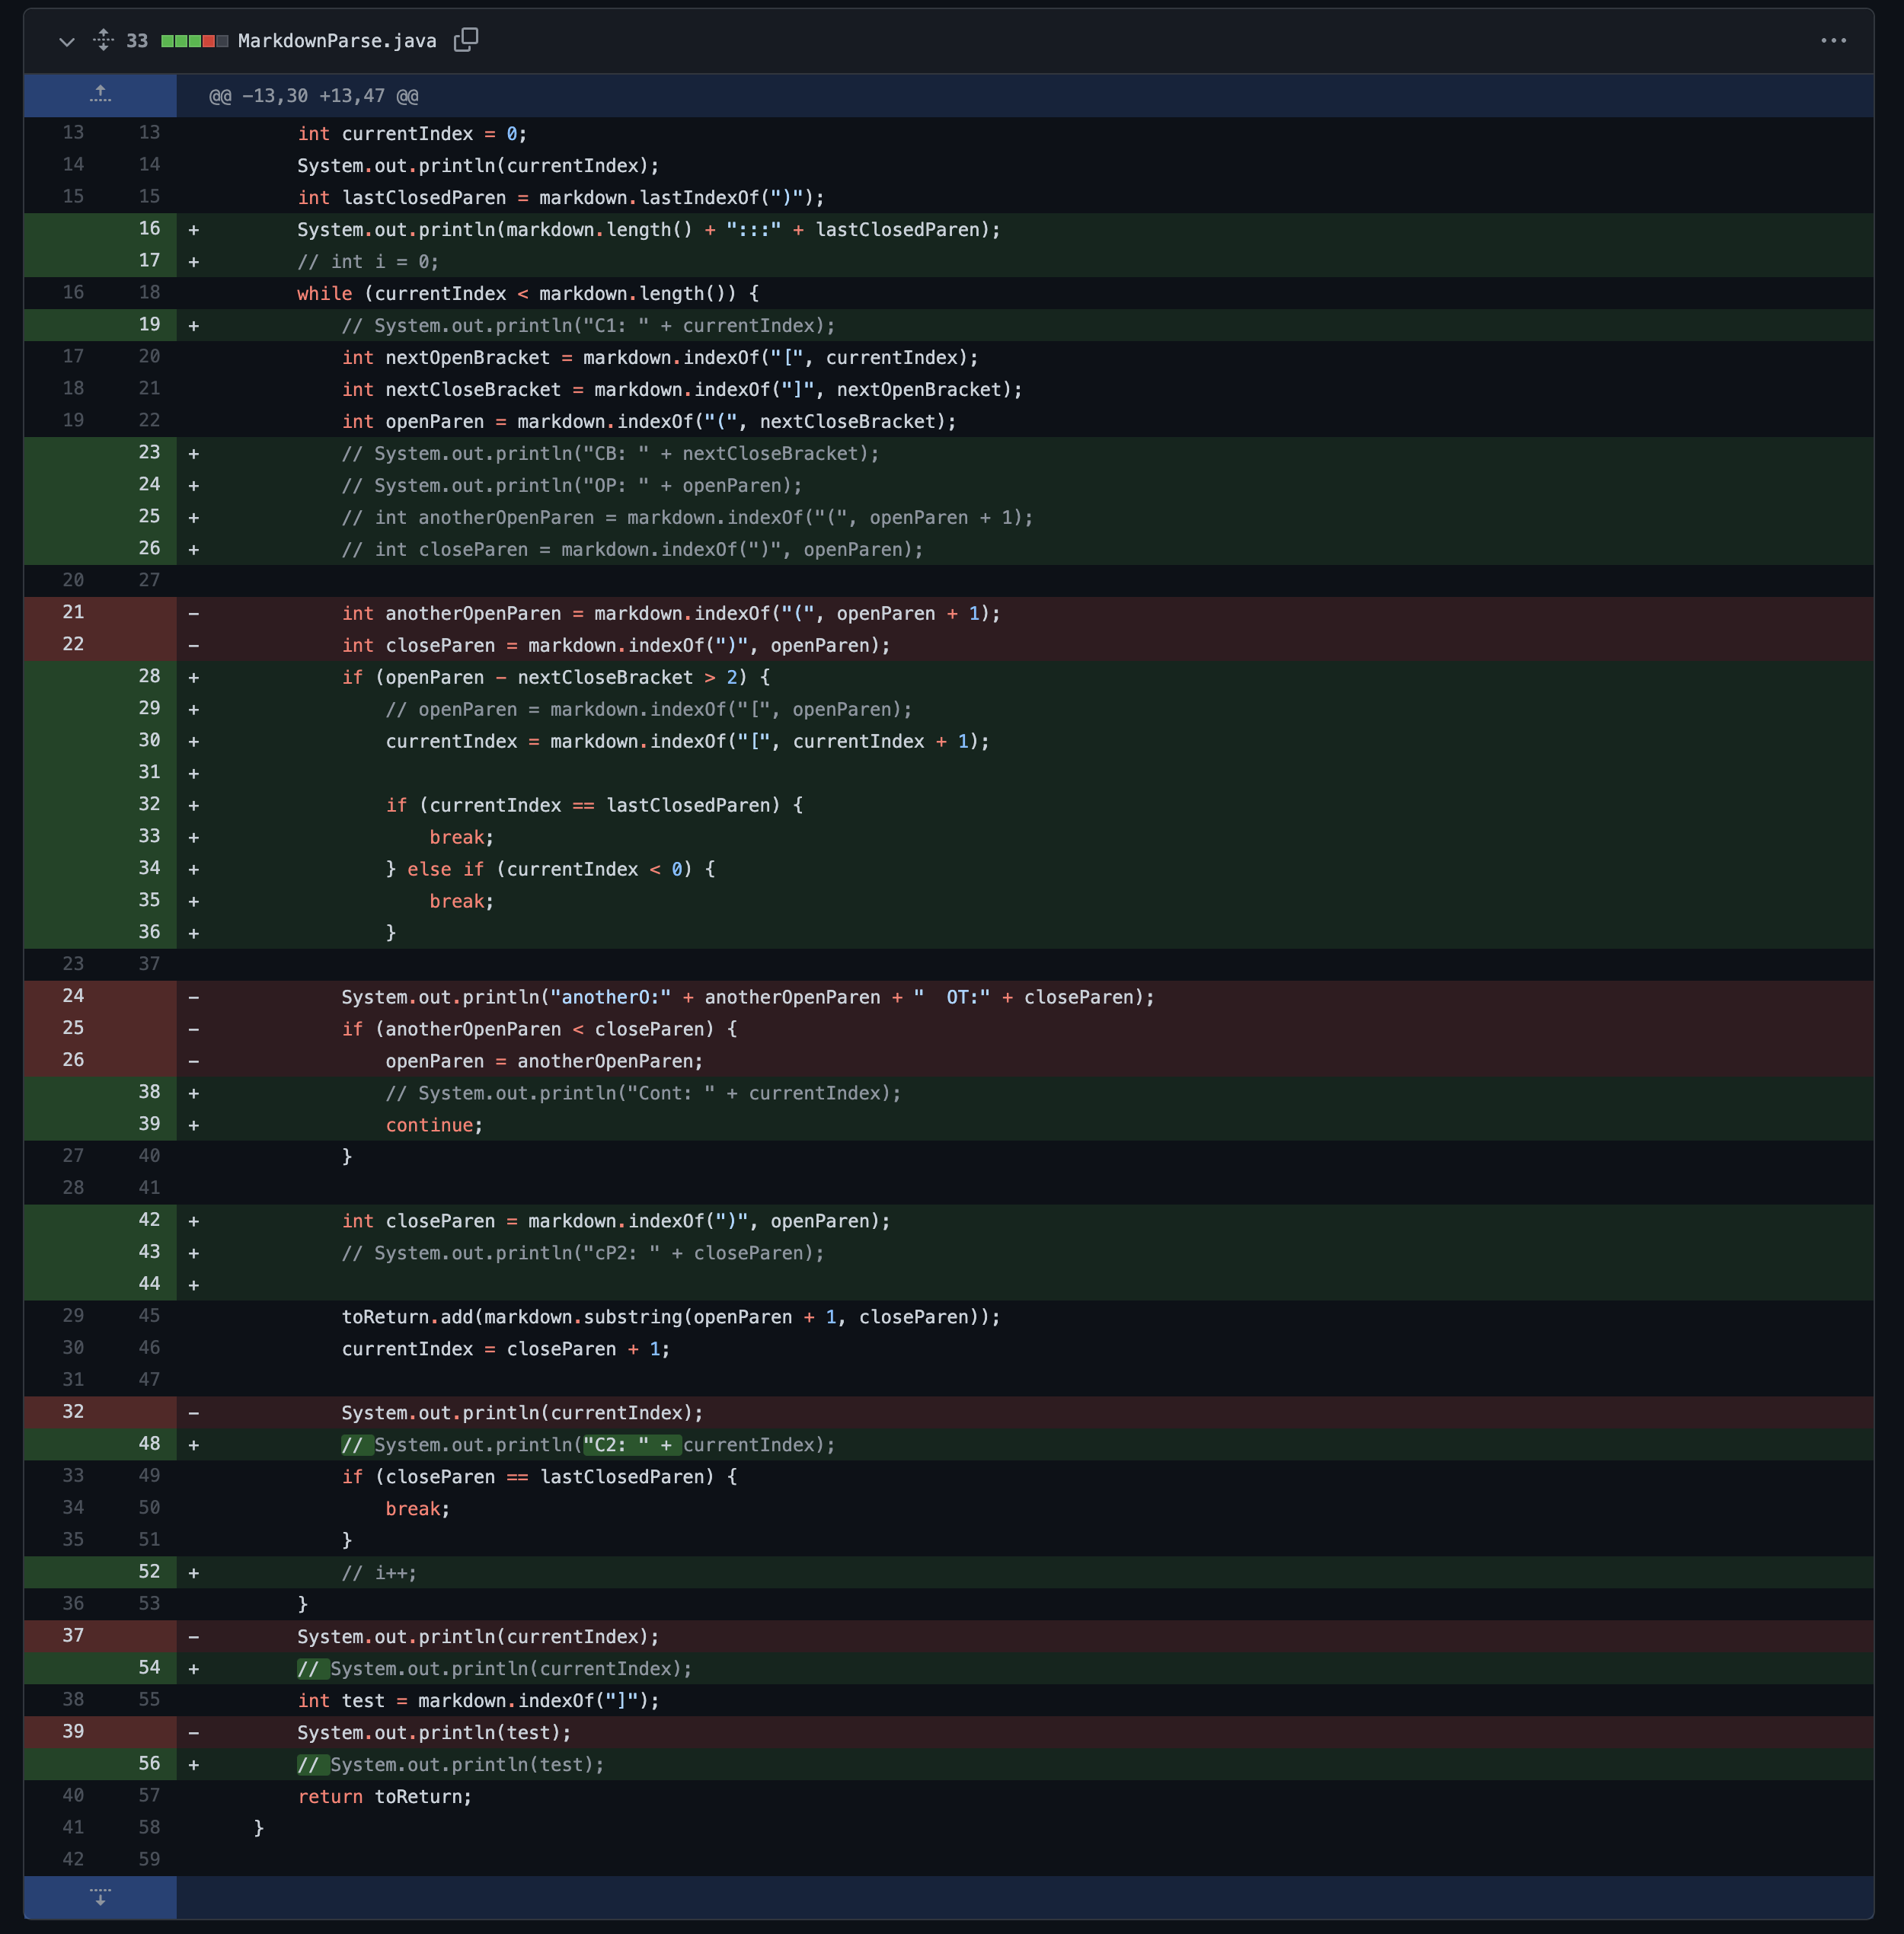 33 MarkdownParse.java
@@ -13,30 +13,47 @@
13 13 int currentIndex = 0;
14 14 System.out.println(currentIndex);
15 15 int lastClosedParen = markdown.lastIndexOf(")");
16 + System.out.println(markdown.length() + ":::" + lastClosedParen);
17 + // int i = 0;
16 18 while (currentIndex < markdown.length()) {
19 + // System.out.println("C1: " + currentIndex);
17 20 int nextOpenBracket = markdown.indexOf("[", currentIndex);
18 21 int nextCloseBracket = markdown.indexOf("]", nextOpenBracket);
19 22 int openParen = markdown.indexOf("(", nextCloseBracket);
23 + // System.out.println("CB: " + nextCloseBracket);
24 + // System.out.println("OP: " + openParen);
25 + // int anotherOpenParen = markdown.indexOf("(", openParen + 1);
26 + // int closeParen = markdown.indexOf(")", openParen);
20 27
21 - int anotherOpenParen = markdown.indexOf("(", openParen + 1);
22 - int closeParen = markdown.indexOf(")", openParen);
28 + if (openParen - nextCloseBracket > 2) {
29 + // openParen = markdown.indexOf("[", openParen);
30 + currentIndex = markdown.indexOf("[", currentIndex + 1);
31 +
32 + if (currentIndex == lastClosedParen) {
33 + break;
34 + } else if (currentIndex < 0) {
35 + break;
36 + }
23 37
24 - System.out.println("anotherO:" + anotherOpenParen + "  OT:" + closeParen);
25 - if (anotherOpenParen < closeParen) {
26 - openParen = anotherOpenParen;
38 + // System.out.println("Cont: " + currentIndex);
39 + continue;
27 40 }
28 41
42 + int closeParen = markdown.indexOf(")", openParen);
43 + // System.out.println("cP2: " + closeParen);
44 +
29 45 toReturn.add(markdown.substring(openParen + 1, closeParen));
30 46 currentIndex = closeParen + 1;
31 47
32 - System.out.println(currentIndex);
48 + // System.out.println("C2: " + currentIndex);
33 49 if (closeParen == lastClosedParen) {
34 50 break;
35 51 }
52 + // i++;
36 53 }
37 - System.out.println(currentIndex);
54 + // System.out.println(currentIndex);
38 55 int test = markdown.indexOf("]");
39 - System.out.println(test);
56 + // System.out.println(test);
40 57 return toReturn;
41 58 }
42 59